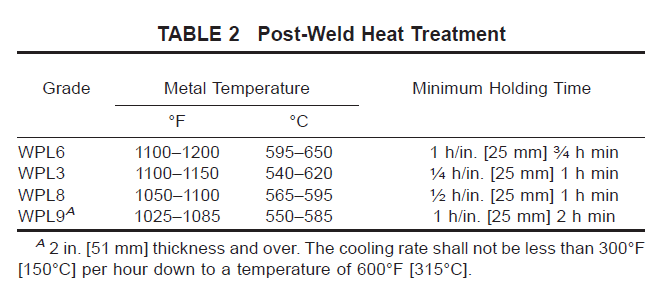 TABLE 2 Post-Weld Heat Treatment
Grade Metal Temperature Minimum Holding Time
°F °C
WPL6 1100–1200 595–650 1 h/in. [25 mm] ¾ h min
WPL3 1100–1150 540–620 ¼ h/in. [25 mm] 1 h min
WPL8 1050–1100 565–595 ½ h/in. [25 mm] 1 h min
WPL9A 1025–1085 550–585 1 h/in. [25 mm] 2 h min
A 2 in. [51 mm] thickness and over. The cooling rate shall not be less than 300°F
[150°C] per hour down to a temperature of 600°F [315°C].